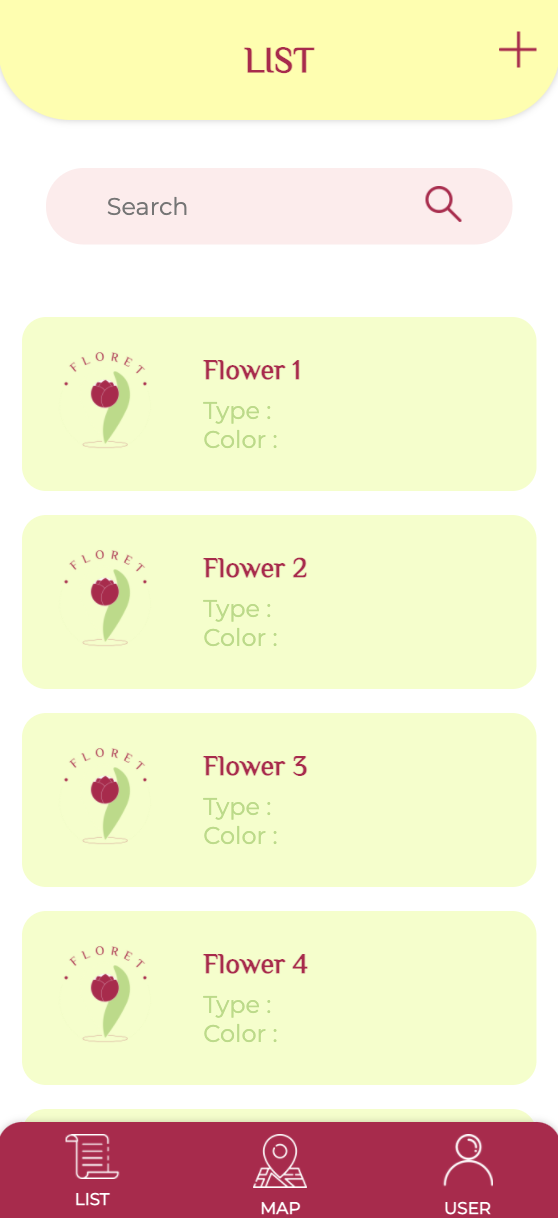 LIST
Search
FLORET
Flower 1
Type :
Color :
FLORET
Flower 2
Type :
Color :
FLORET
Flower 3
Type :
Color :
FLORET
Flower 4
Type :
Color :
LIST
MAP
USER